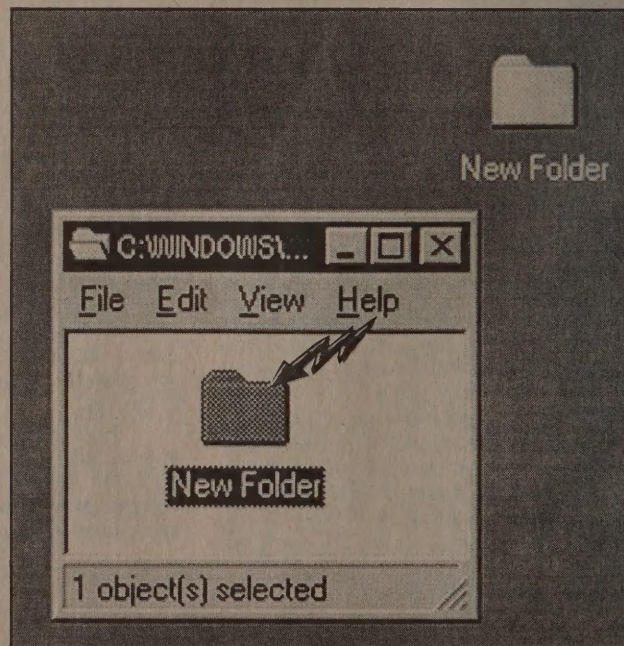 New Folder
C:\WINDOWS\...
File Edit View Help
New Folder
1 object(s) selected